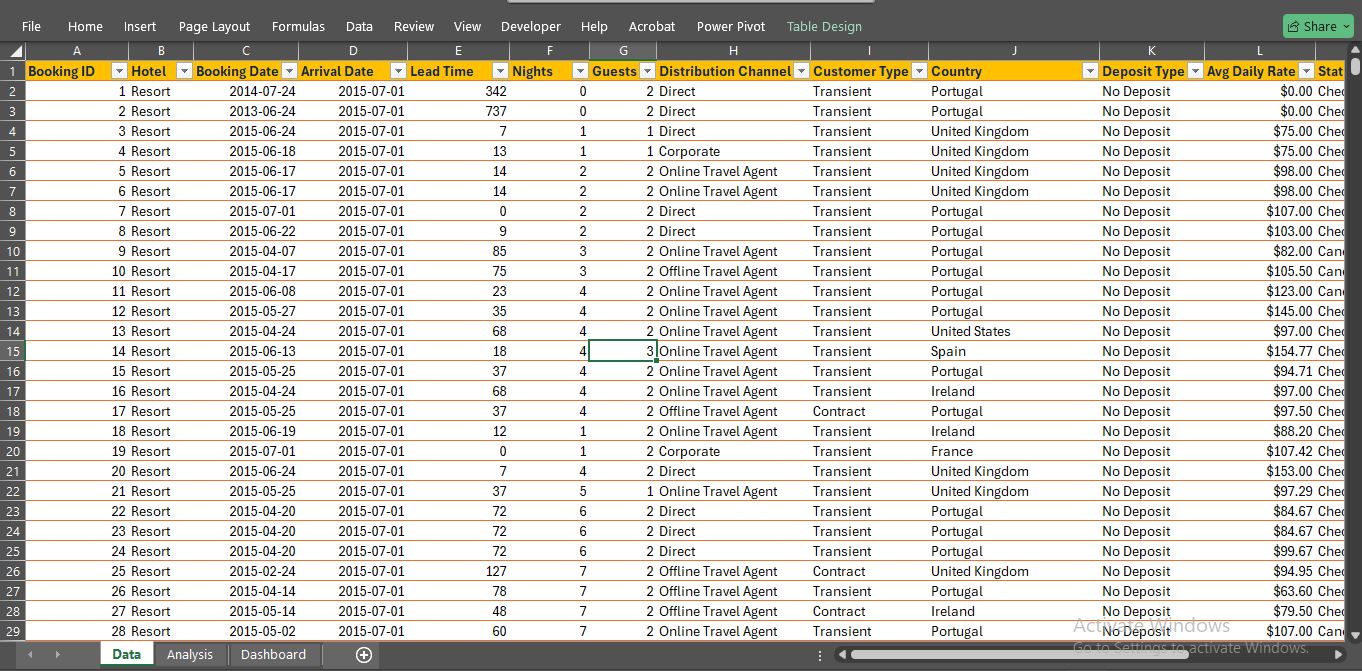 File Home Insert Page Layout Formulas Data Review View Developer Help Acrobat Power Pivot Table Design Share
A B C D E F G H I J K L
1 Booking ID Hotel Booking Date Arrival Date Lead Time Nights Guests Distribution Channel Customer Type Country Deposit Type Avg Daily Rate Stat
2 1 Resort 2014-07-24 2015-07-01 342 0 2 Direct Transient Portugal No Deposit $0.00 Chec
3 2 Resort 2013-06-24 2015-07-01 737 0 2 Direct Transient Portugal No Deposit $0.00 Chec
4 3 Resort 2015-06-24 2015-07-01 7 1 1 Direct Transient United Kingdom No Deposit $75.00 Chec
5 4 Resort 2015-06-18 2015-07-01 13 1 1 Corporate Transient United Kingdom No Deposit $75.00 Chec
6 5 Resort 2015-06-17 2015-07-01 14 2 2 Online Travel Agent Transient United Kingdom No Deposit $98.00 Chec
7 6 Resort 2015-06-17 2015-07-01 14 2 2 Online Travel Agent Transient United Kingdom No Deposit $98.00 Chec
8 7 Resort 2015-07-01 2015-07-01 0 2 2 Direct Transient Portugal No Deposit $107.00 Chec
9 8 Resort 2015-06-22 2015-07-01 9 2 2 Direct Transient Portugal No Deposit $103.00 Chec
10 9 Resort 2015-04-07 2015-07-01 85 3 2 Online Travel Agent Transient Portugal No Deposit $82.00 Can
11 10 Resort 2015-04-17 2015-07-01 75 3 2 Offline Travel Agent Transient Portugal No Deposit $105.50 Can
12 11 Resort 2015-06-08 2015-07-01 23 4 2 Online Travel Agent Transient Portugal No Deposit $123.00 Can
13 12 Resort 2015-05-27 2015-07-01 35 4 2 Online Travel Agent Transient Portugal No Deposit $145.00 Chec
14 13 Resort 2015-04-24 2015-07-01 68 4 2 Online Travel Agent Transient United States No Deposit $97.00 Chec
15 14 Resort 2015-06-13 2015-07-01 18 4 3 Online Travel Agent Transient Spain No Deposit $154.77 Chec
16 15 Resort 2015-05-25 2015-07-01 37 4 2 Online Travel Agent Transient Portugal No Deposit $94.71 Chec
17 16 Resort 2015-04-24 2015-07-01 68 4 2 Online Travel Agent Transient Ireland No Deposit $97.00 Chec
18 17 Resort 2015-05-25 2015-07-01 37 4 2 Offline Travel Agent Contract Portugal No Deposit $97.50 Chec
19 18 Resort 2015-06-19 2015-07-01 12 1 2 Online Travel Agent Transient Ireland No Deposit $88.20 Chec
20 19 Resort 2015-07-01 2015-07-01 0 1 2 Corporate Transient France No Deposit $107.42 Chec
21 20 Resort 2015-06-24 2015-07-01 7 4 2 Direct Transient United Kingdom No Deposit $153.00 Chec
22 21 Resort 2015-05-25 2015-07-01 37 5 1 Online Travel Agent Transient United Kingdom No Deposit $97.29 Chec
23 22 Resort 2015-04-20 2015-07-01 72 6 2 Direct Transient Portugal No Deposit $84.67 Chec
24 23 Resort 2015-04-20 2015-07-01 72 6 2 Direct Transient Portugal No Deposit $84.67 Chec
25 24 Resort 2015-04-20 2015-07-01 72 6 2 Direct Transient Portugal No Deposit $99.67 Chec
26 25 Resort 2015-02-24 2015-07-01 127 7 2 Offline Travel Agent Contract United Kingdom No Deposit $94.95 Chec
27 26 Resort 2015-04-14 2015-07-01 78 7 2 Offline Travel Agent Transient Portugal No Deposit $63.60 Chec
28 27 Resort 2015-05-14 2015-07-01 48 7 2 Offline Travel Agent Contract Ireland No Deposit $79.50 Chec
29 28 Resort 2015-05-02 2015-07-01 60 7 2 Online Travel Agent Transient Portugal No Deposit $107.00 Can
Activate Windows
Go to Settings to activate Windows.
Data Analysis Dashboard